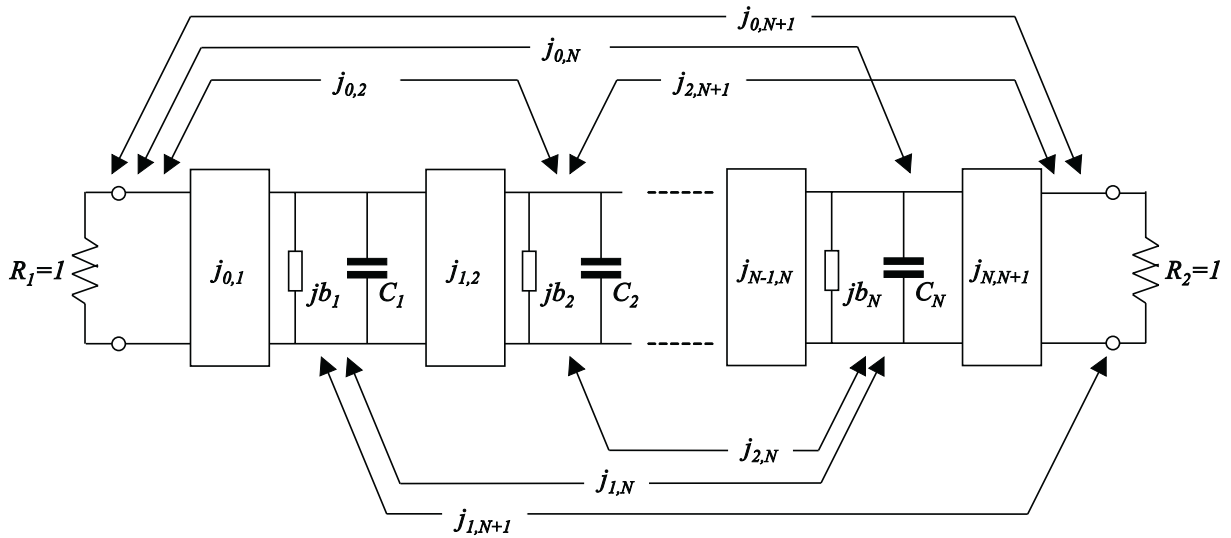 j0,N+1
j0,N
j0,2
j2,N+1
R1=1
j0,1
jb1
C1
j1,2
jb2
C2
jN-1,N
jbN
CN
jN,N+1
R2=1
j2,N
j1,N
j1,N+1